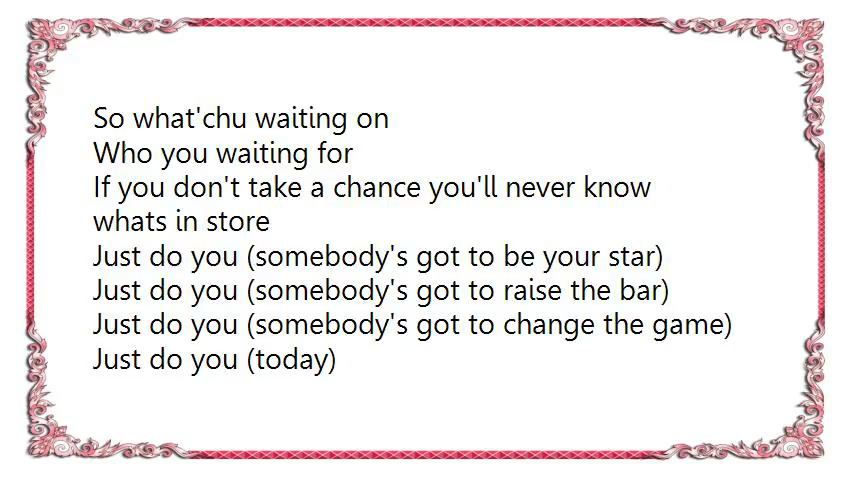 So what'chu waiting on
Who you waiting for
If you don't take a chance you'll never know
whats in store
Just do you (somebody's got to be your star)
Just do you (somebody's got to raise the bar)
Just do you (somebody's got to change the game)
Just do you (today)